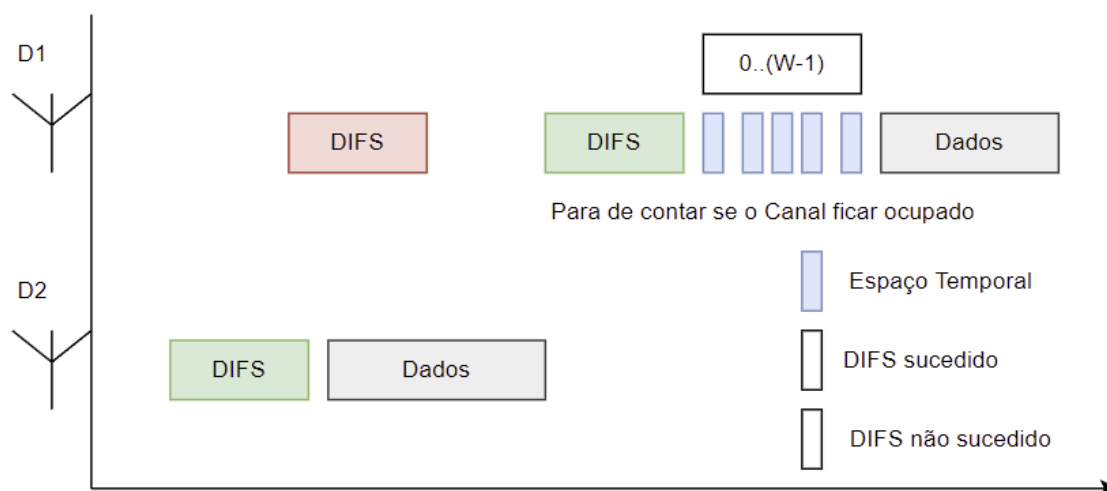 D1
0..(W-1)
DIFS
DIFS
Dados
Para de contar se o Canal ficar ocupado
Espaço Temporal
D2
DIFS
Dados
DIFS sucedido
DIFS não sucedido